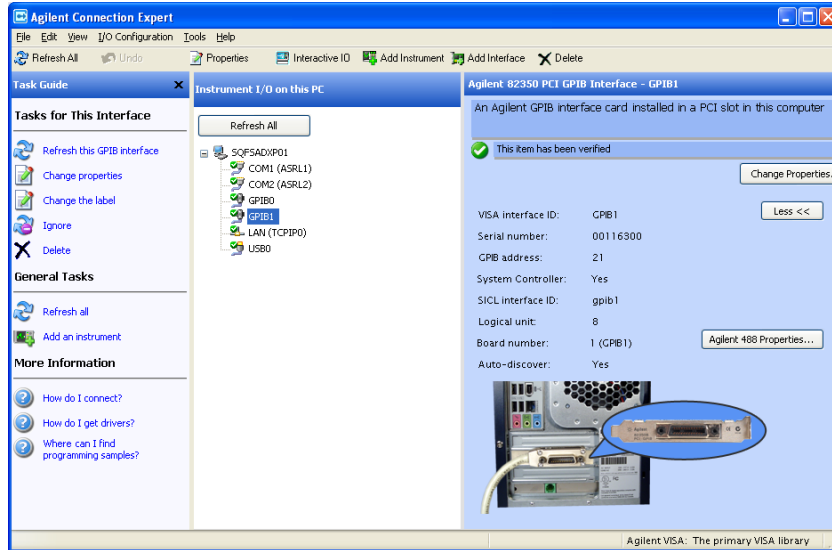 Agilent Connection Expert
File Edit View I/O Configuration Tools Help
Refresh All Undo Properties Interactive IO Add Instrument Add Interface Delete
Task Guide
Tasks for This Interface
Refresh this GPIB interface
Change properties
Change the label
Ignore
Delete
General Tasks
Refresh all
Add an instrument
More Information
How do I connect?
How do I get drivers?
Where can I find
programming samples?
Instrument I/O on this PC
Refresh All
SQFSADXP01
COM1 (ASRL1)
COM2 (ASRL2)
GPIB0
GPIB1
LAN (TCPIP0)
USB0
Agilent 82350 PCI GPIB Interface - GPIB1
An Agilent GPIB interface card installed in a PCI slot in this computer
This item has been verified
Change Properties.
Less <<
VISA interface ID: GPIB1
Serial number: 00116300
GPIB address: 21
System Controller: Yes
SICL interface ID: gpib1
Logical unit: 8
Board number: 1 (GPIB1)
Agilent 488 Properties...
Auto-discover: Yes
Agilent
Agilent VISA: The primary VISA library